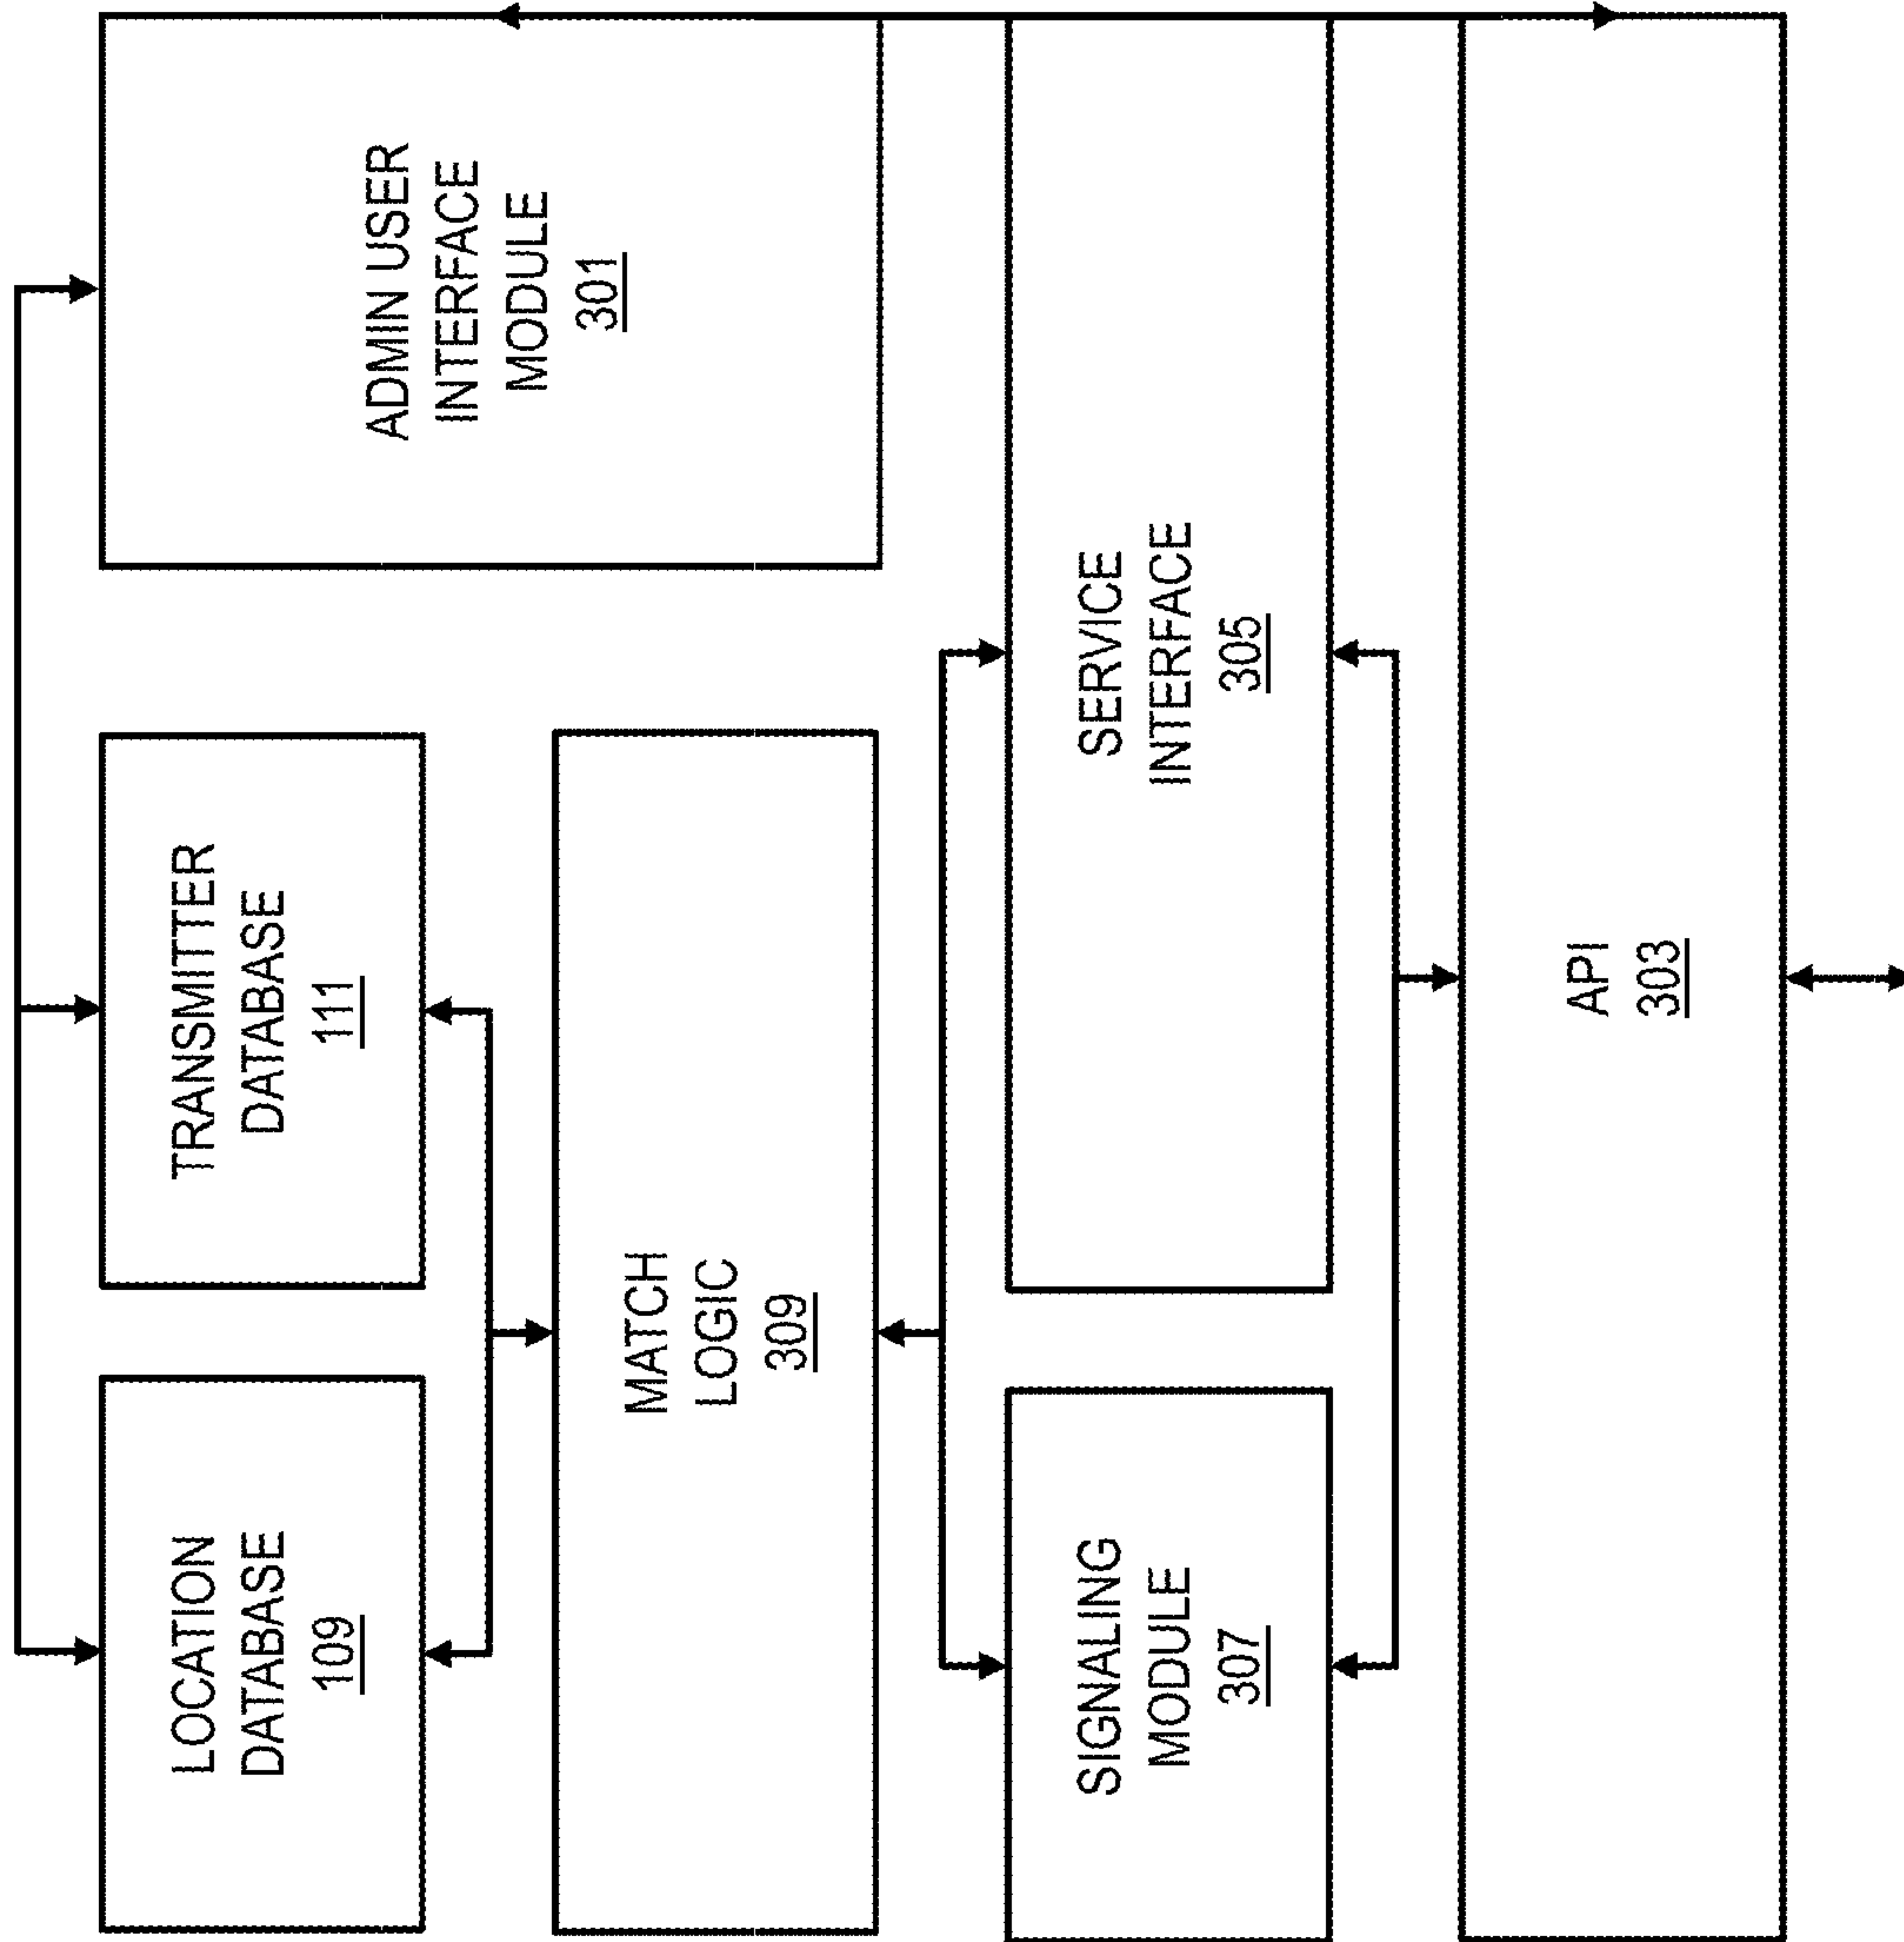 LOCATION
DATABASE
109
TRANSMITTER
DATABASE
111
ADMIN USER
INTERFACE
MODULE
301
MATCH
LOGIC
309
SIGNALING
MODULE
307
SERVICE
INTERFACE
305
API
303